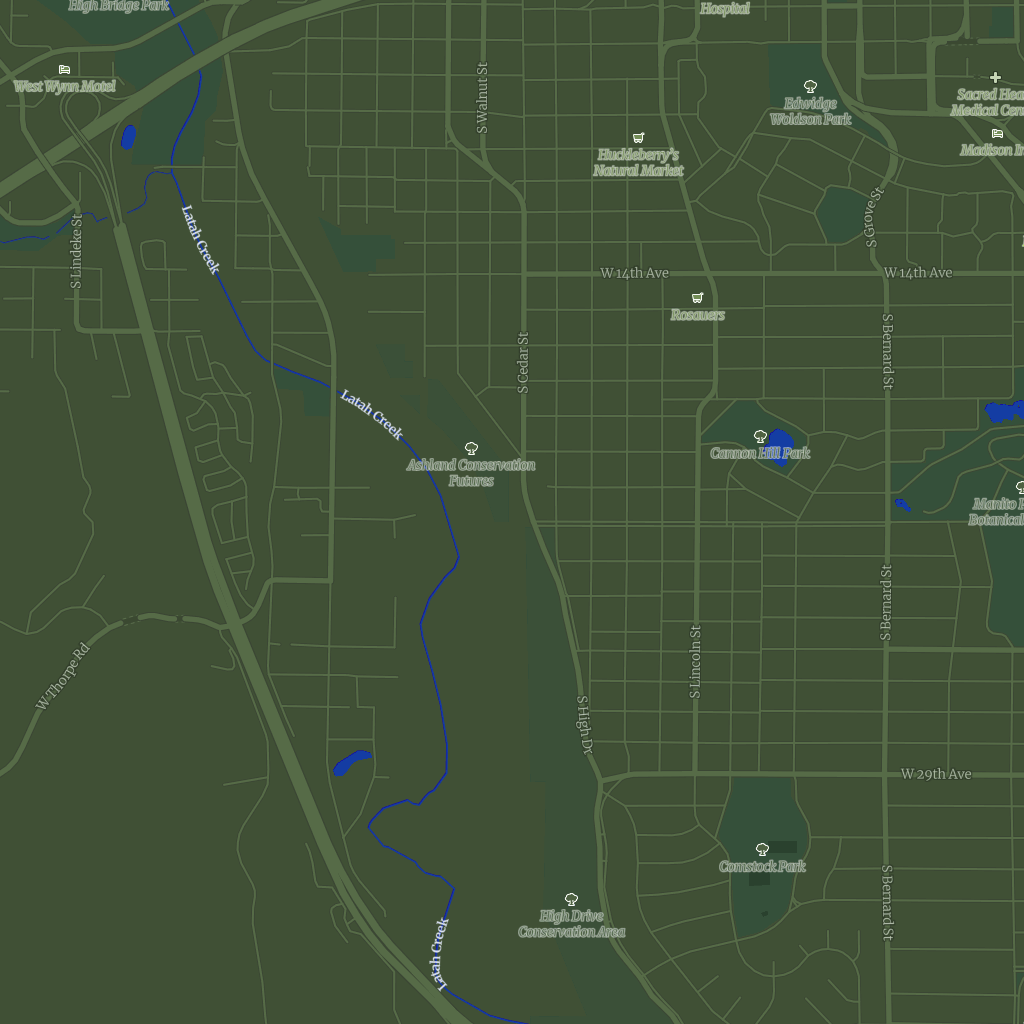 High Bridge Park
Hospital
West Wynn Motel
S Walnut St
Edwidge
Woldson Park
Sacred Hea
Medical Cen
Huckleberry's
Natural Market
Madison In
S Lindeke St
Latah Creek
S Grove St
W 14th Ave
W 14th Ave
Rosauers
S Cedar St
S Bernard St
Latah Creek
Cannon Hill Park
Ashland Conservation
Futures
Manito P
Botanical
S Bernard St
W Thorpe Rd
S Lincoln St
S High Dr
W 29th Ave
Comstock Park
S Bernard St
High Drive
Conservation Area
Latah Creek